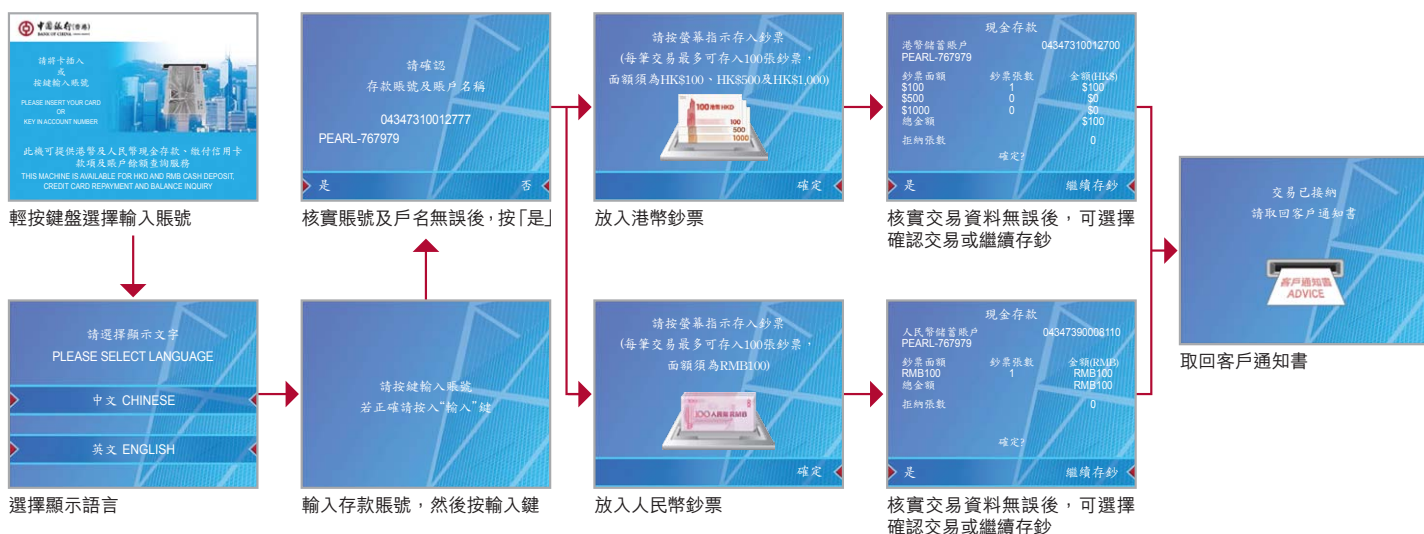 中國銀行(香港)
BANK OF CHINA
請將卡插入
或
按鍵輸入賬號
PLEASE INSERT YOUR CARD
OR
KEY IN ACCOUNT NUMBER
此機可提供港幣及人民幣現金存款、繳付信用卡
款項及賬戶餘額查詢服務
THIS MACHINE IS AVAILABLE FOR HKD AND RMB CASH DEPOSIT,
CREDIT CARD REPAYMENT AND BALANCE INQUIRY
輕按鍵盤選擇輸入賬號
請選擇顯示文字
PLEASE SELECT LANGUAGE
中文 CHINESE
英文 ENGLISH
選擇顯示語言
請按鍵輸入賬號
若正確請按入“輸入”鍵
輸入存款賬號，然後按輸入鍵
請確認
存款賬號及賬戶名稱
04347310012777
PEARL-767979
是 否
核實賬號及戶名無誤後，按「是」
請按螢幕指示存入鈔票
(每筆交易最多可存入100張鈔票，
面額須為HK$100、HK$500及HK$1,000)
100 港幣 HKD
100
500
1000
確定
放入港幣鈔票
請按螢幕指示存入鈔票
(每筆交易最多可存入100張鈔票，
面額須為RMB100)
100 人民幣 RMB
確定
放入人民幣鈔票
現金存款
港幣儲蓄賬戶 04347310012700
PEARL-767979
鈔票面額 鈔票張數 金額(HK$)
$100 1 $100
$500 0 $0
$1000 0 $0
總金額 $100
拒納張數 0
確定?
是 繼續存鈔
核實交易資料無誤後，可選擇
確認交易或繼續存鈔
現金存款
人民幣儲蓄賬戶 04347390008110
PEARL-767979
鈔票面額 鈔票張數 金額(RMB)
RMB100 1 RMB100
總金額 RMB100
拒納張數 0
確定?
是 繼續存鈔
核實交易資料無誤後，可選擇
確認交易或繼續存鈔
交易已接納
請取回客戶通知書
客戶通知書
ADVICE
取回客戶通知書